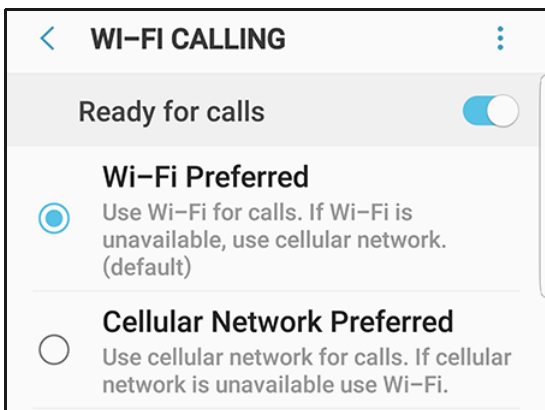 WI-FI CALLING
Ready for calls
Wi-Fi Preferred
Use Wi-Fi for calls. If Wi-Fi is
unavailable, use cellular network.
(default)
Cellular Network Preferred
Use cellular network for calls. If cellular
network is unavailable use Wi-Fi.